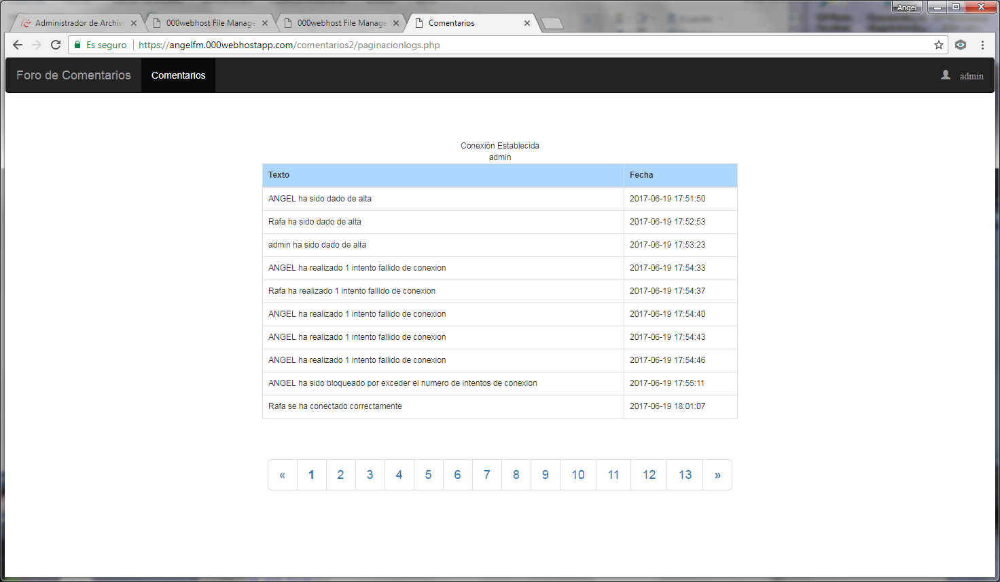 Angel
Administrador de Archiv
000webhost File Manage
000webhost File Manage
Comentarios
Es seguro
https://angelfm.000webhostapp.com/comentarios2/paginacionlogs.php
Foro de Comentarios
Comentarios
admin
Conexión Establecida
admin
Texto Fecha
ANGEL ha sido dado de alta 2017-06-19 17:51:50
Rafa ha sido dado de alta 2017-06-19 17:52:53
admin ha sido dado de alta 2017-06-19 17:53:23
ANGEL ha realizado 1 intento fallido de conexion 2017-06-19 17:54:33
Rafa ha realizado 1 intento fallido de conexion 2017-06-19 17:54:37
ANGEL ha realizado 1 intento fallido de conexion 2017-06-19 17:54:40
ANGEL ha realizado 1 intento fallido de conexion 2017-06-19 17:54:43
ANGEL ha realizado 1 intento fallido de conexion 2017-06-19 17:54:46
ANGEL ha sido bloqueado por exceder el numero de intentos de conexion 2017-06-19 17:55:11
Rafa se ha conectado correctamente 2017-06-19 18:01:07
« 1 2 3 4 5 6 7 8 9 10 11 12 13 »